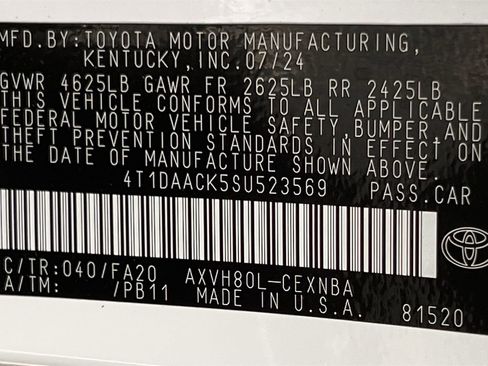 MFD.BY:TOYOTA MOTOR MANUFACTURING,
KENTUCKY,INC.07/24
GVWR 4625LB GAWR FR 2625LB RR 2425LB
THIS VEHICLE CONFORMS TO ALL APPLICABLE
FEDERAL MOTOR VEHICLE SAFETY,BUMPER,AND
THEFT PREVENTION STANDARDS IN EFFECT ON
THE DATE OF MANUFACTURE SHOWN ABOVE.
4T1DAACK5SU523569 PASS.CAR
C/TR:040/FA20 AXVH80L-CEXNBA
A/TM: /PB11 MADE IN U.S.A. 81520